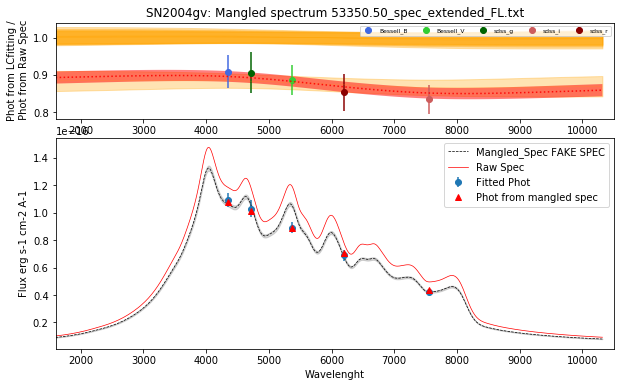 SN2004gv: Mangled spectrum 53350.50_spec_extended_FL.txt
Phot from LCfitting /
Phot from Raw Spec
1.0
0.9
0.8
Bessell_B
Bessell_V
sdss_g
sdss_i
sdss_r
2000 3000 4000 5000 6000 7000 8000 9000 10000
Flux erg s-1 cm-2 A-1
1.4
1.2
1.0
0.8
0.6
0.4
0.2
Mangled_Spec FAKE SPEC
Raw Spec
Fitted Phot
Phot from mangled spec
2000 3000 4000 5000 6000 7000 8000 9000 10000
Wavelenght